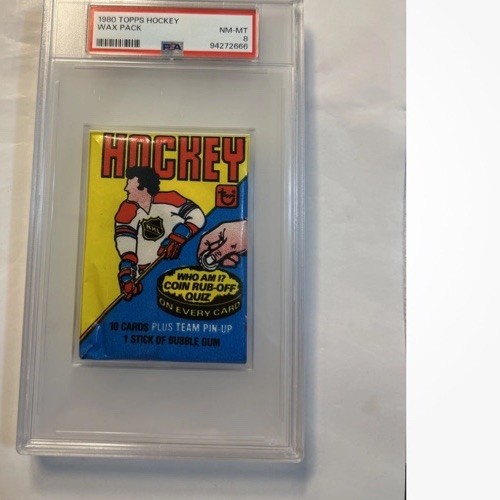 1980 TOPPS HOCKEY
WAX PACK
NM-MT
8
PSA
94272666
HOCKEY
NHL
WHO AM I?
COIN RUB-OFF
QUIZ
ON EVERY CARD
10 CARDS PLUS TEAM PIN-UP
1 STICK OF BUBBLE GUM